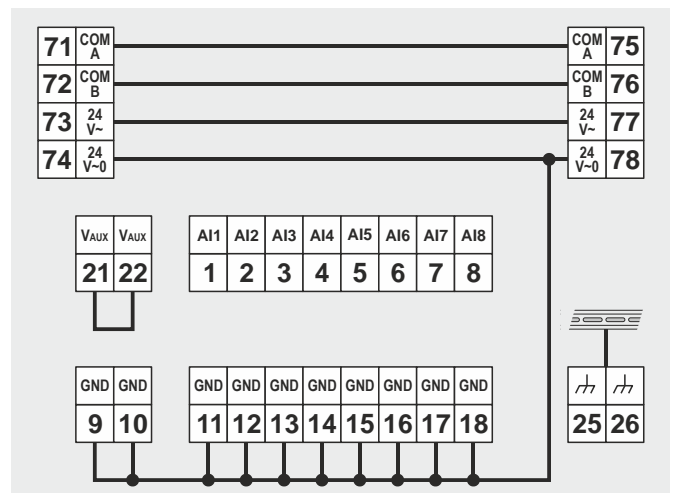 71 COM A COM A 75
72 COM B COM B 76
73 24 V~ 24 V~ 77
74 24 V~0 24 V~0 78
VAUX VAUX AI1 AI2 AI3 AI4 AI5 AI6 AI7 AI8
21 22 1 2 3 4 5 6 7 8
GND GND GND GND GND GND GND GND GND GND
9 10 11 12 13 14 15 16 17 18 25 26